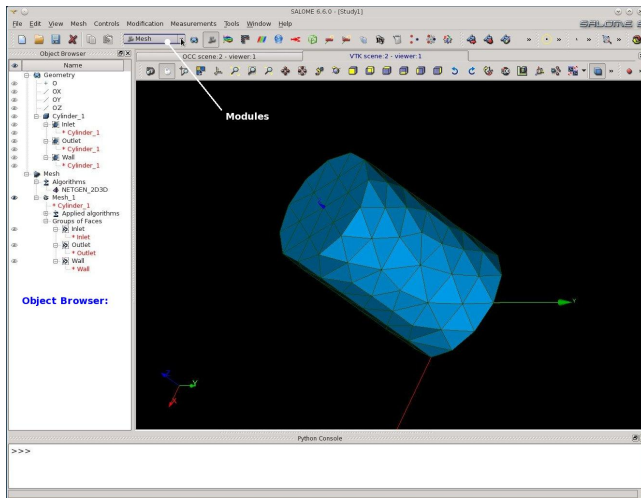 SALOME 6.6.0 - [Study1]
File Edit View Mesh Controls Modification Measurements Tools Window Help
SALOME 6
Mesh
Object Browser
OCC scene:2 - viewer:1
VTK scene:2 - viewer:1
Name
Geometry
O
OX
OY
OZ
Cylinder_1
Inlet
* Cylinder_1
Outlet
* Cylinder_1
Wall
* Cylinder_1
Mesh
Algorithms
NETGEN_2D3D
Mesh_1
* Cylinder_1
Applied algorithms
Groups of Faces
Inlet
* Inlet
Outlet
* Outlet
Wall
* Wall
Modules
Object Browser:
Y
Z
Y
X
Python Console
>>>